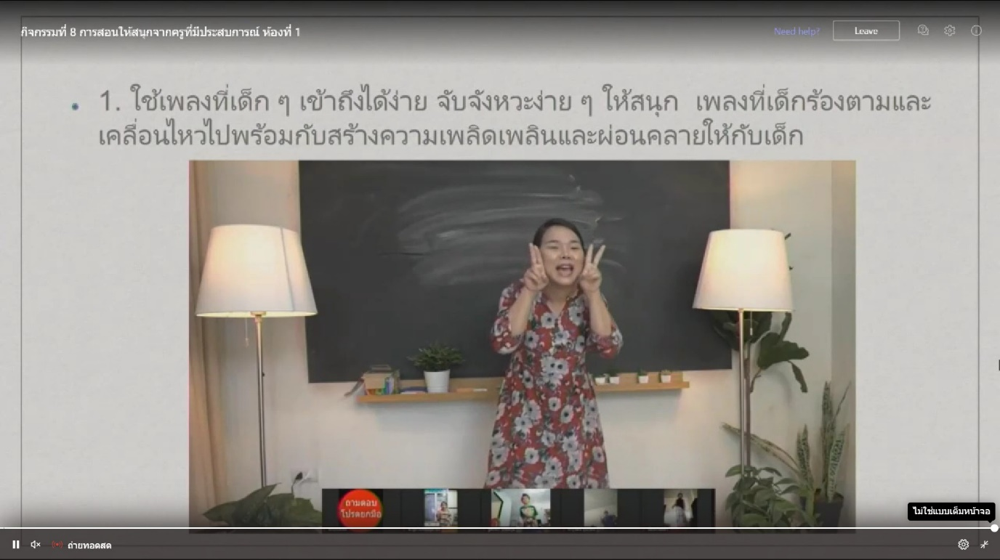 กิจกรรมที่ 8 การสอนให้สนุกจากครูที่มีประสบการณ์ ห้องที่ 1
Need help?
Leave
1. ใช้เพลงที่เด็ก ๆ เข้าถึงได้ง่าย จับจังหวะง่าย ๆ ให้สนุก เพลงที่เด็กร้องตามและ
เคลื่อนไหวไปพร้อมกับสร้างความเพลิดเพลินและผ่อนคลายให้กับเด็ก
ถามตอบ
โปรดยกมือ
ไม่ใช่แบบเต็มหน้าจอ
ถ่ายทอดสด